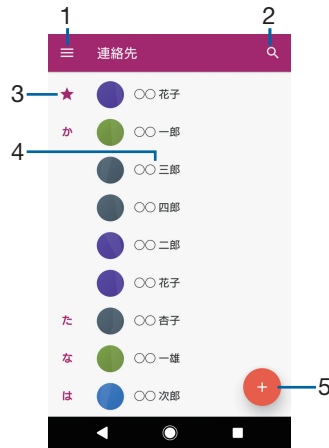 1 2
連絡先
3 ○○ 花子
か ○○ 一郎
4
○○ 三郎
○○ 四郎
○○ 二郎
○○ 花子
た ○○ 杏子
な ○○ 一雄
は ○○ 次郎
5